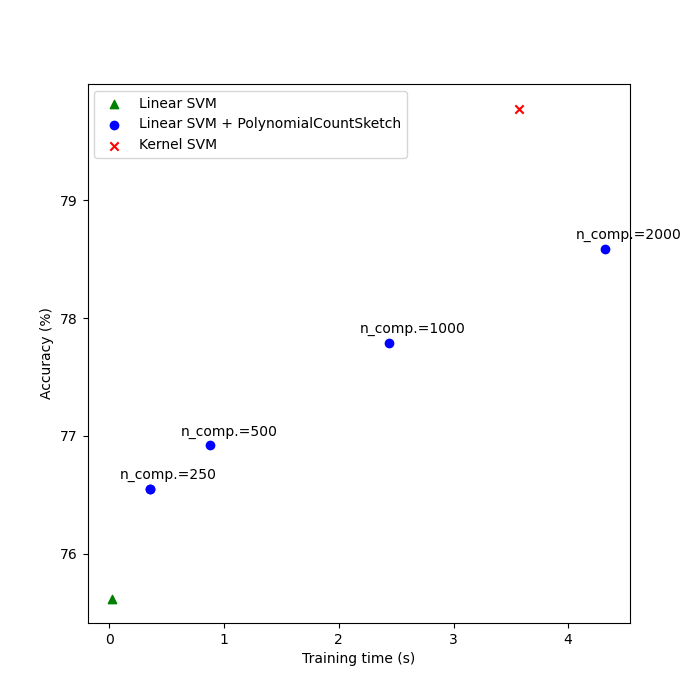 Linear SVM
Linear SVM + PolynomialCountSketch
Kernel SVM
79
78
77
76
n_comp.=2000
n_comp.=1000
n_comp.=500
n_comp.=250
Accuracy (%)
0 1 2 3 4
Training time (s)